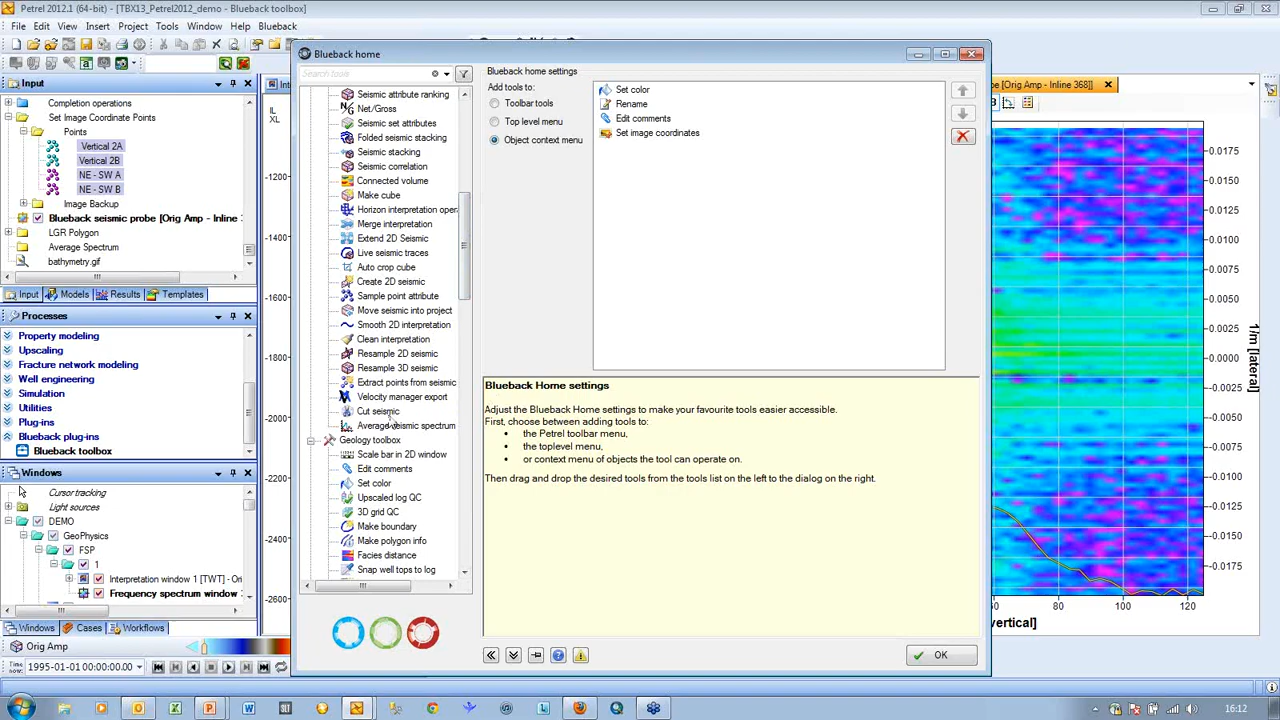 Petrel 2012.1 (64-bit) - [TBX13_Petrel2012_demo - Blueback toolbox]
File Edit View Insert Project Tools Window Help Blueback
Blueback home
Input
Completion operations
Set Image Coordinate Points
Points
Vertical 2A
Vertical 2B
NE - SW A
NE - SW B
Image Backup
Blueback seismic probe [Orig Amp - Inline 3
LGR Polygon
Average Spectrum
bathymetry.gif
Input Models Results Templates
Processes
Property modeling
Upscaling
Fracture network modeling
Well engineering
Simulation
Utilities
Plug-ins
Blueback plug-ins
Blueback toolbox
Windows
Cursor tracking
Light sources
DEMO
GeoPhysics
FSP
1
Interpretation window 1 [TWT] - Ori
Frequency spectrum window
Windows Cases Workflows
Orig Amp
1995-01-01 00:00:00.00
IL
XL
-1200
-1400
-1600
-1800
-2000
-2200
-2400
-2600
Search tools
Seismic attribute ranking
Net/Gross
Seismic set attributes
Folded seismic stacking
Seismic stacking
Seismic correlation
Connected volume
Make cube
Horizon interpretation oper
Merge interpretation
Extend 2D Seismic
Live seismic traces
Auto crop cube
Create 2D seismic
Sample point attribute
Move seismic into project
Smooth 2D interpretation
Clean interpretation
Resample 2D seismic
Resample 3D seismic
Extract points from seismic
Velocity manager export
Cut seismic
Average seismic spectrum
Geology toolbox
Scale bar in 2D window
Edit comments
Set color
Upscaled log QC
3D grid QC
Make boundary
Make polygon info
Facies distance
Snap well tops to log
Blueback home settings
Add tools to:
Toolbar tools
Top level menu
Object context menu
Set color
Rename
Edit comments
Set image coordinates
Blueback Home settings
Adjust the Blueback Home settings to make your favourite tools easier accessible.
First, choose between adding tools to:
• the Petrel toolbar menu,
• the toplevel menu,
• or context menu of objects the tool can operate on.
Then drag and drop the desired tools from the tools list on the left to the dialog on the right.
OK
e [Orig Amp - Inline 368]]
0.0175
0.0150
0.0125
0.0100
0.0075
0.0050
0.0025
0.0000
-0.0025
-0.0050
-0.0075
-0.0100
-0.0125
-0.0150
-0.0175
1/m [lateral]
60 80 100 120
vertical]
16:12